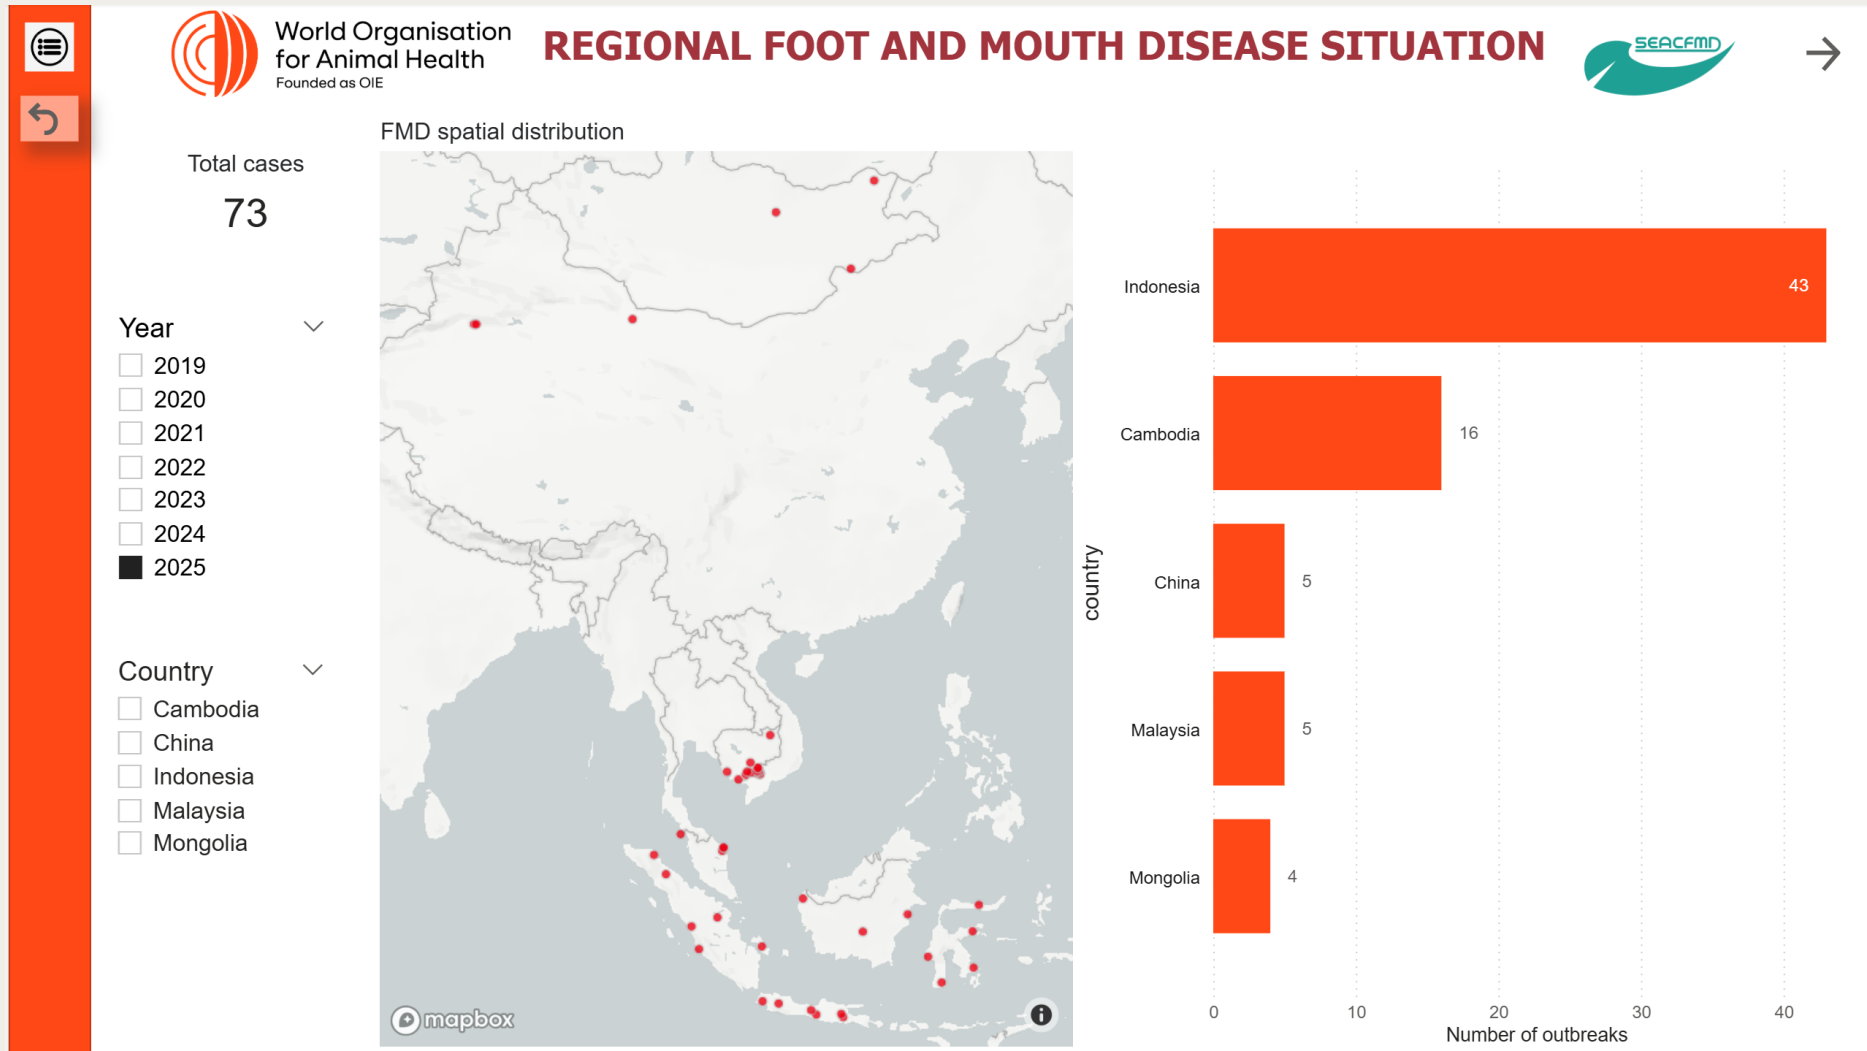 World Organisation
for Animal Health
Founded as OIE
REGIONAL FOOT AND MOUTH DISEASE SITUATION
SEACFMD
FMD spatial distribution
Total cases
73
Year
2019
2020
2021
2022
2023
2024
2025
Country
Cambodia
China
Indonesia
Malaysia
Mongolia
mapbox
country
Indonesia
43
Cambodia
16
China
5
Malaysia
5
Mongolia
4
0 10 20 30 40
Number of outbreaks